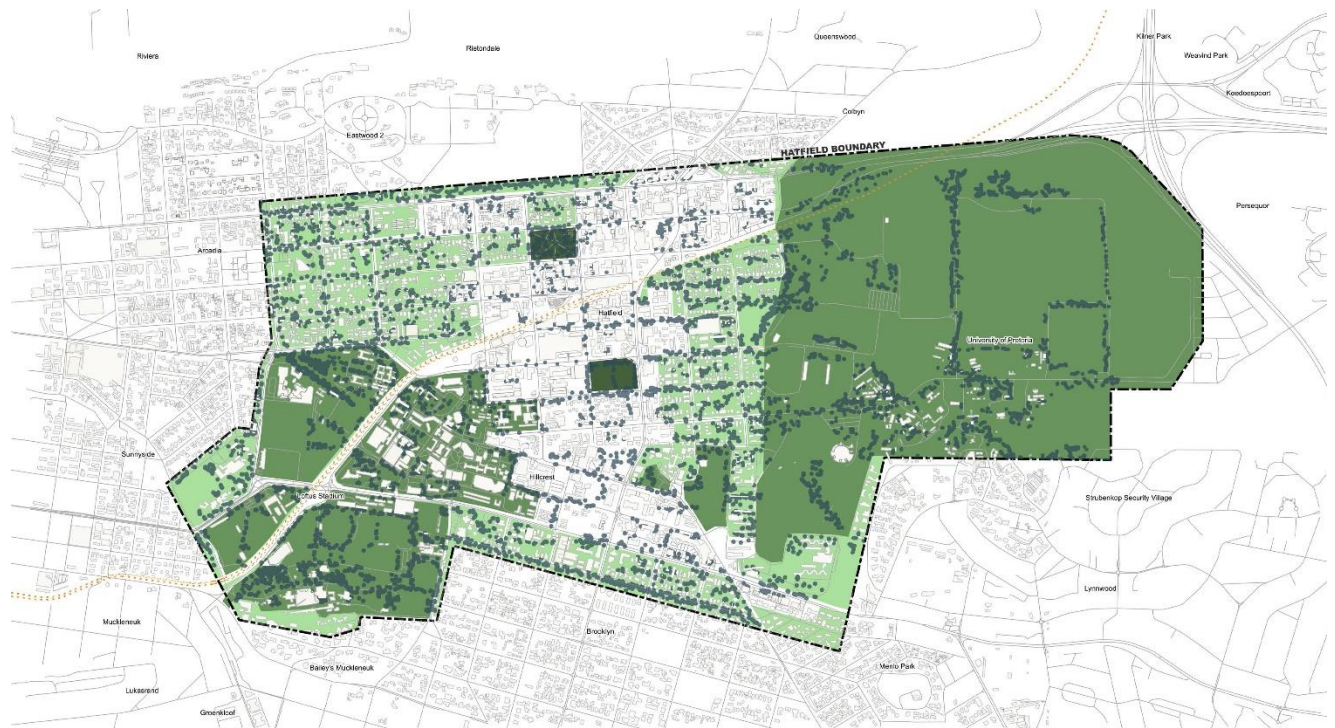 Queenswood
Kilner Park
Rietondale
Riviera
Weavind Park
Koedoespoort
Colbyn
Eastwood 2
HATFIELD BOUNDARY
Persequor
Arcadia
Hatfield
University of Pretoria
Sunnyside
Hillcrest
Loftus Stadium
Strubenkop Security Village
Lynnwood
Muckleneuk
Brooklyn
Bailey's Muckleneuk
Menlo Park
Lukasrand
Groenkloof